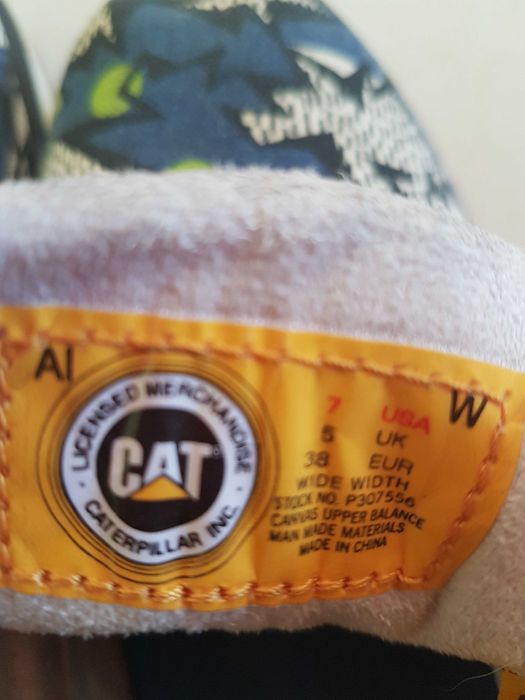 AI
W
LICENSED MERCHANDISE
CAT®
CATERPILLAR INC.
7 USA
5 UK
38 EUR
WIDE WIDTH
STOCK NO. P307556
CANVAS UPPER BALANCE
MAN MADE MATERIALS
MADE IN CHINA